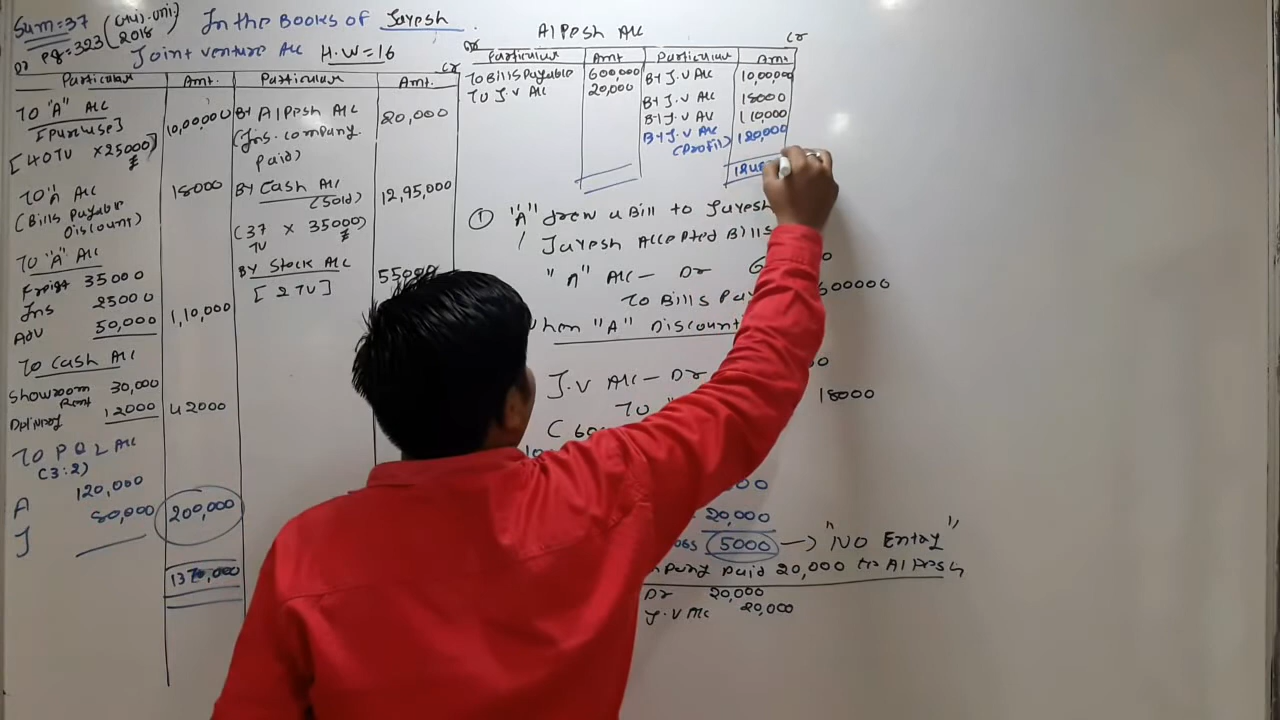 Sum=37
(Guj. Uni. 2018)
pg=323
In the Books of Jayesh
Joint venture A/c H.W=16
Dr
Cr
Particular Amt. Particular Amt.
To "A" A/c
[Purchase]
[40 TV × 25000]
10,00,000
To "A" A/c
(Bills Payable
Discount)
18000
To "A" A/c
Freight 35000
Ins 25000
Adv 50,000
1,10,000
To Cash A/c
Showroom Rent 30,000
12000
42000
To P & L A/c
(3:2)
A 120,000
J 80,000
200,000
1370,000
By Alpesh A/c
(Ins. company
paid)
20,000
By Cash A/c
(Sold)
(37 TV × 35000)
12,95,000
By Stock A/c
[2 TV]
55000
Alpesh A/c
Dr
Cr
Particular Amt Particular Amt
To Bills Payable 600,000
To J.V A/c 20,000
By J.V A/c 10,00,000
By J.V A/c 18000
By J.V A/c 110,000
By J.V A/c
(Profit) 120,000
① "A" drew a Bill to Jayesh
Jayesh Accepted Bills
"A" A/c — Dr
To Bills Pay
600000
When "A" Discount
J.V A/c — Dr
To
18000
20,000
5000 → "No Entry"
Paid 20,000 to Alpesh
Dr 20,000
J.V A/c 20,000